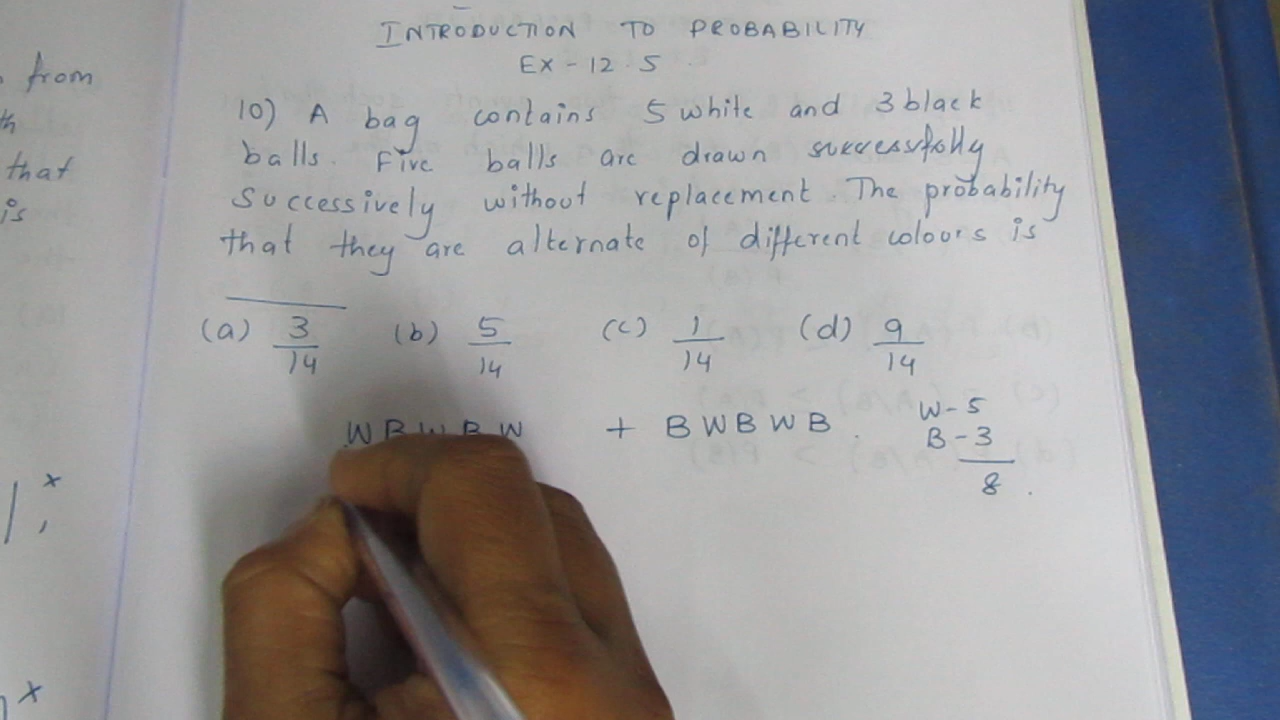 INTRODUCTION TO PROBABILITY
EX - 12.5
from
10) A bag contains 5 white and 3 black
th
balls. Five balls are drawn successfully
that
successively without replacement. The probability
is
that they are alternate of different colours is
(a) 3/14 (b) 5/14 (c) 1/14 (d) 9/14
W B W B W + B W B W B.
W - 5
B - 3
8.